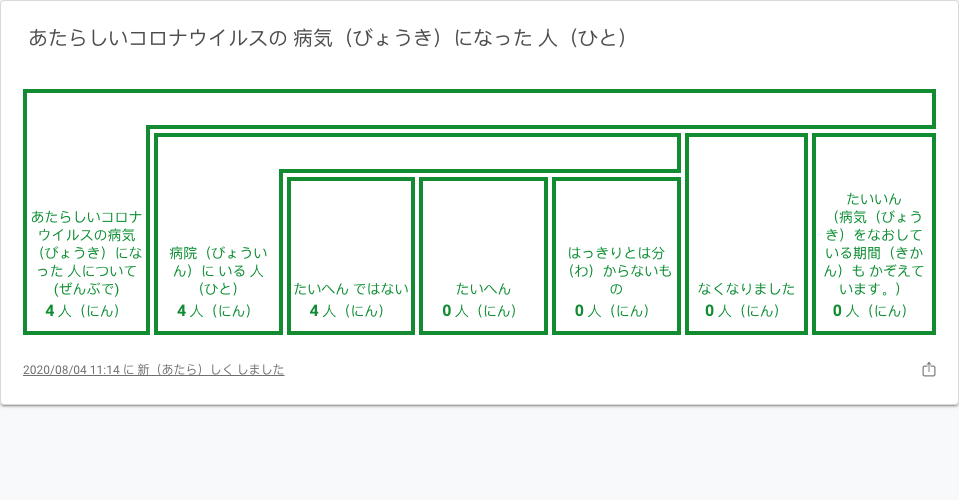 あたらしいコロナウイルスの 病気（びょうき）になった 人（ひと）
あたらしいコロナ
ウイルスの病気
（びょうき）にな
った 人について
(ぜんぶで)
4 人（にん）
病院（びょうい
ん）に いる 人
（ひと）
4 人（にん）
たいへん ではない
4 人（にん）
たいへん
0 人（にん）
はっきりとは分
（わ）からないも
の
0 人（にん）
なくなりました
0 人（にん）
たいいん
（病気（びょう
き）をなおして
いる期間（きか
ん）も かぞえて
います。）
0 人（にん）
2020/08/04 11:14 に 新（あたら）しく しました